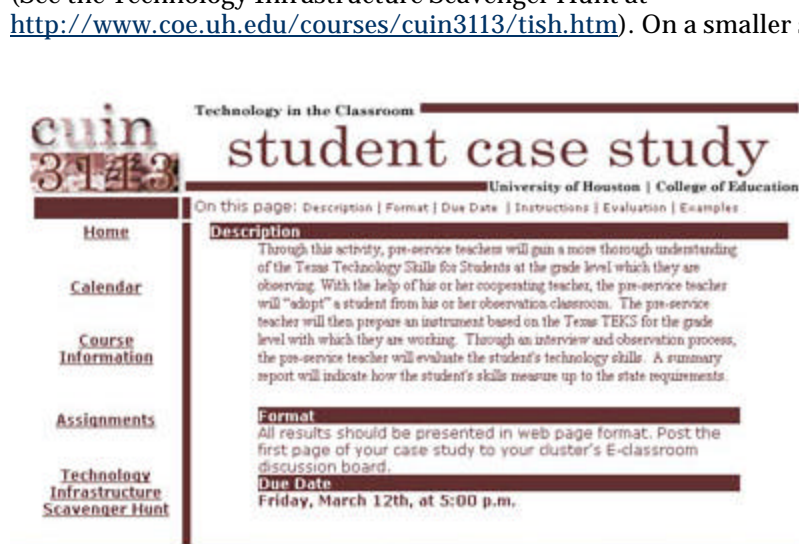 (See the Technology Infrastructure Scavenger Hunt at
http://www.coe.uh.edu/courses/cuin3113/tish.htm). On a smaller
cuin
3113
Technology in the Classroom
student case study
University of Houston | College of Education
On this page: Description | Format | Due Date | Instructions | Evaluation | Examples
Home
Calendar
Course
Information
Assignments
Technology
Infrastructure
Scavenger Hunt
Description
Through this activity, pre-service teachers will gain a more thorough understanding
of the Texas Technology Skills for Students at the grade level which they are
observing. With the help of his or her cooperating teacher, the pre-service teacher
will "adopt" a student from his or her observation classroom. The pre-service
teacher will then prepare an instrument based on the Texas TEKS for the grade
level with which they are working. Through an interview and observation process,
the pre-service teacher will evaluate the student's technology skills. A summary
report will indicate how the student's skills measure up to the state requirements.
Format
All results should be presented in web page format. Post the
first page of your case study to your cluster's E-classroom
discussion board.
Due Date
Friday, March 12th, at 5:00 p.m.